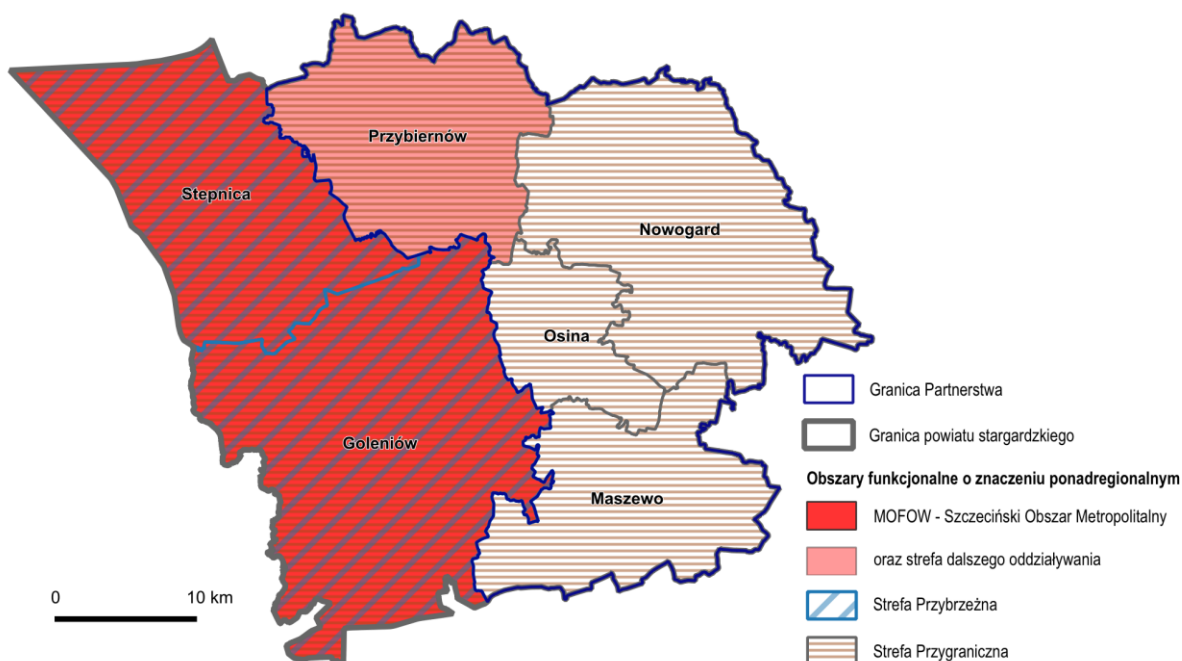 Przybiernów
Stepnica
Nowogard
Osina
Goleniów
Maszewo
0 10 km
Granica Partnerstwa
Granica powiatu stargardzkiego
Obszary funkcjonalne o znaczeniu ponadregionalnym
MOFOW - Szczeciński Obszar Metropolitalny
oraz strefa dalszego oddziaływania
Strefa Przybrzeżna
Strefa Przygraniczna